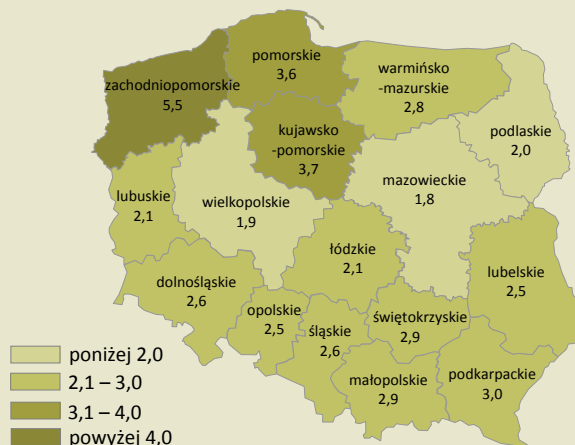 pomorskie
3,6
warmińsko
-mazurskie
2,8
zachodniopomorskie
5,5
podlaskie
2,0
kujawsko
-pomorskie
3,7
mazowieckie
1,8
lubuskie
2,1
wielkopolskie
1,9
łódzkie
2,1
lubelskie
2,5
dolnośląskie
2,6
opolskie
2,5
śląskie
2,6
świętokrzyskie
2,9
małopolskie
2,9
podkarpackie
3,0
poniżej 2,0
2,1 – 3,0
3,1 – 4,0
powyżej 4,0